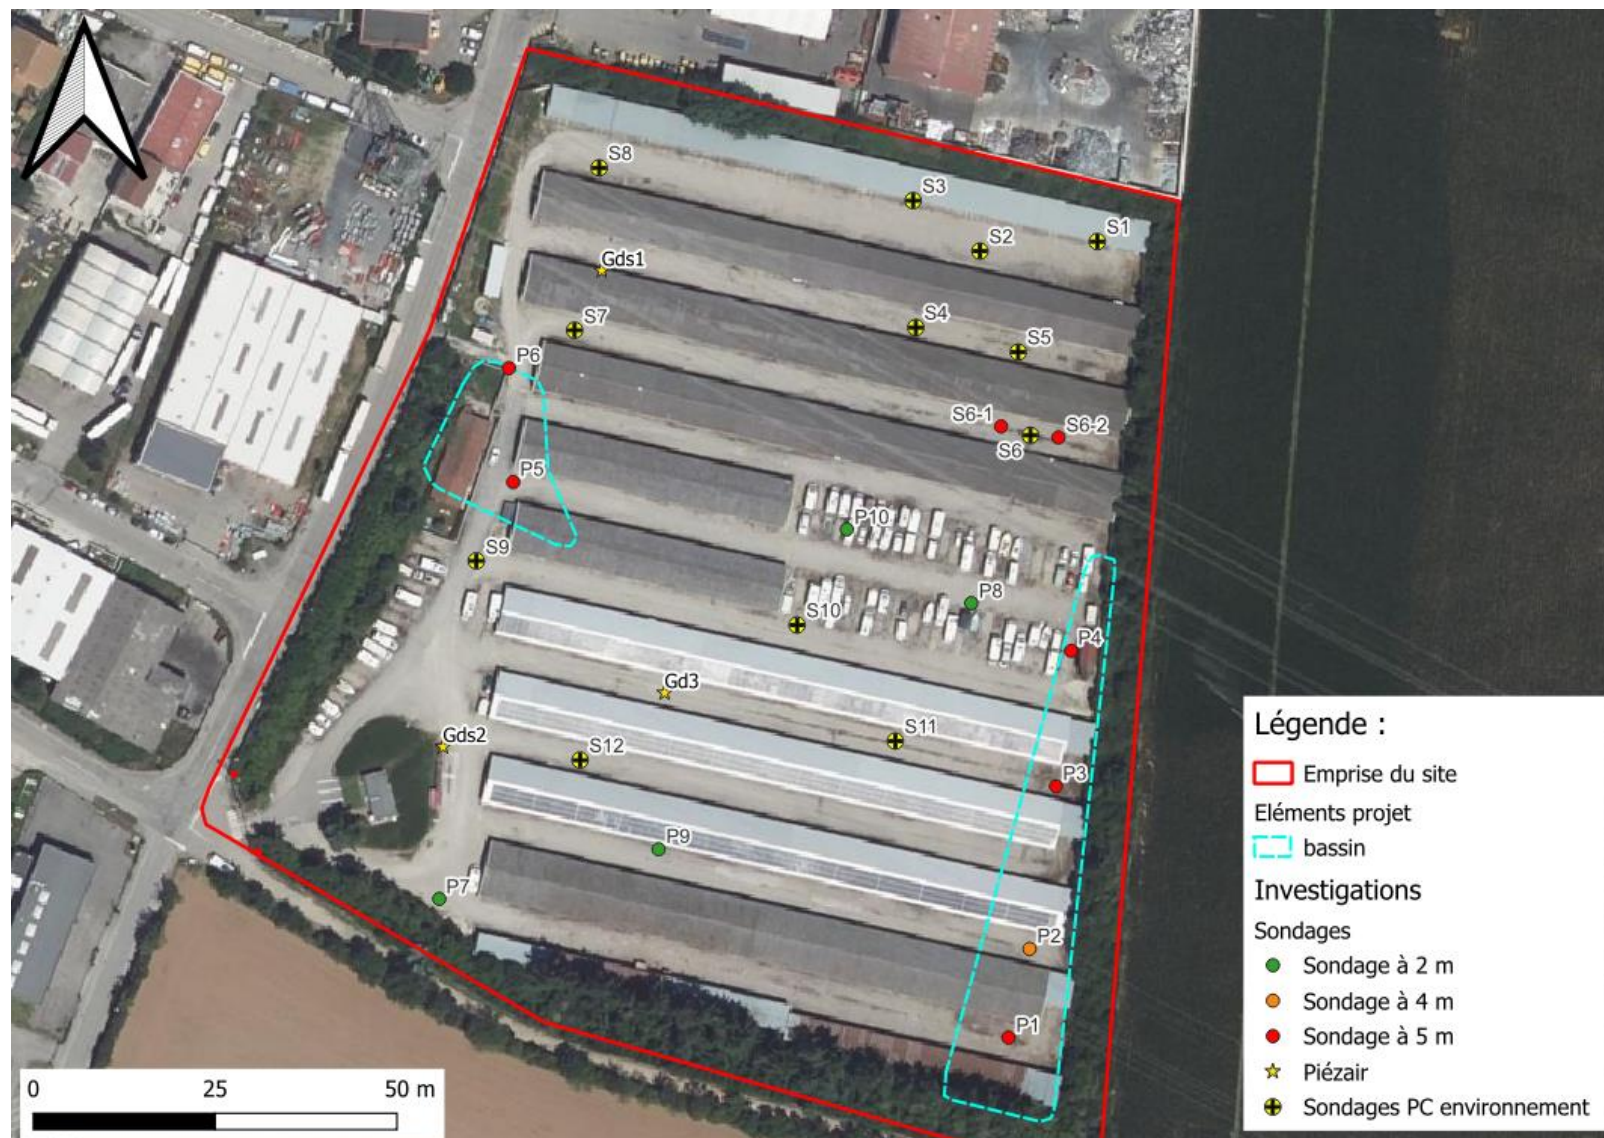 S8
S3
S1
S2
Gds1
S7
S4
S5
P6
S6-1
S6-2
S6
P5
P10
S9
P8
S10
P4
Gd3
Gds2
S11
S12
P3
P9
P7
P2
P1
Légende :
Emprise du site
Eléments projet
bassin
Investigations
Sondages
Sondage à 2 m
Sondage à 4 m
Sondage à 5 m
Piézair
Sondages PC environnement
0 25 50 m